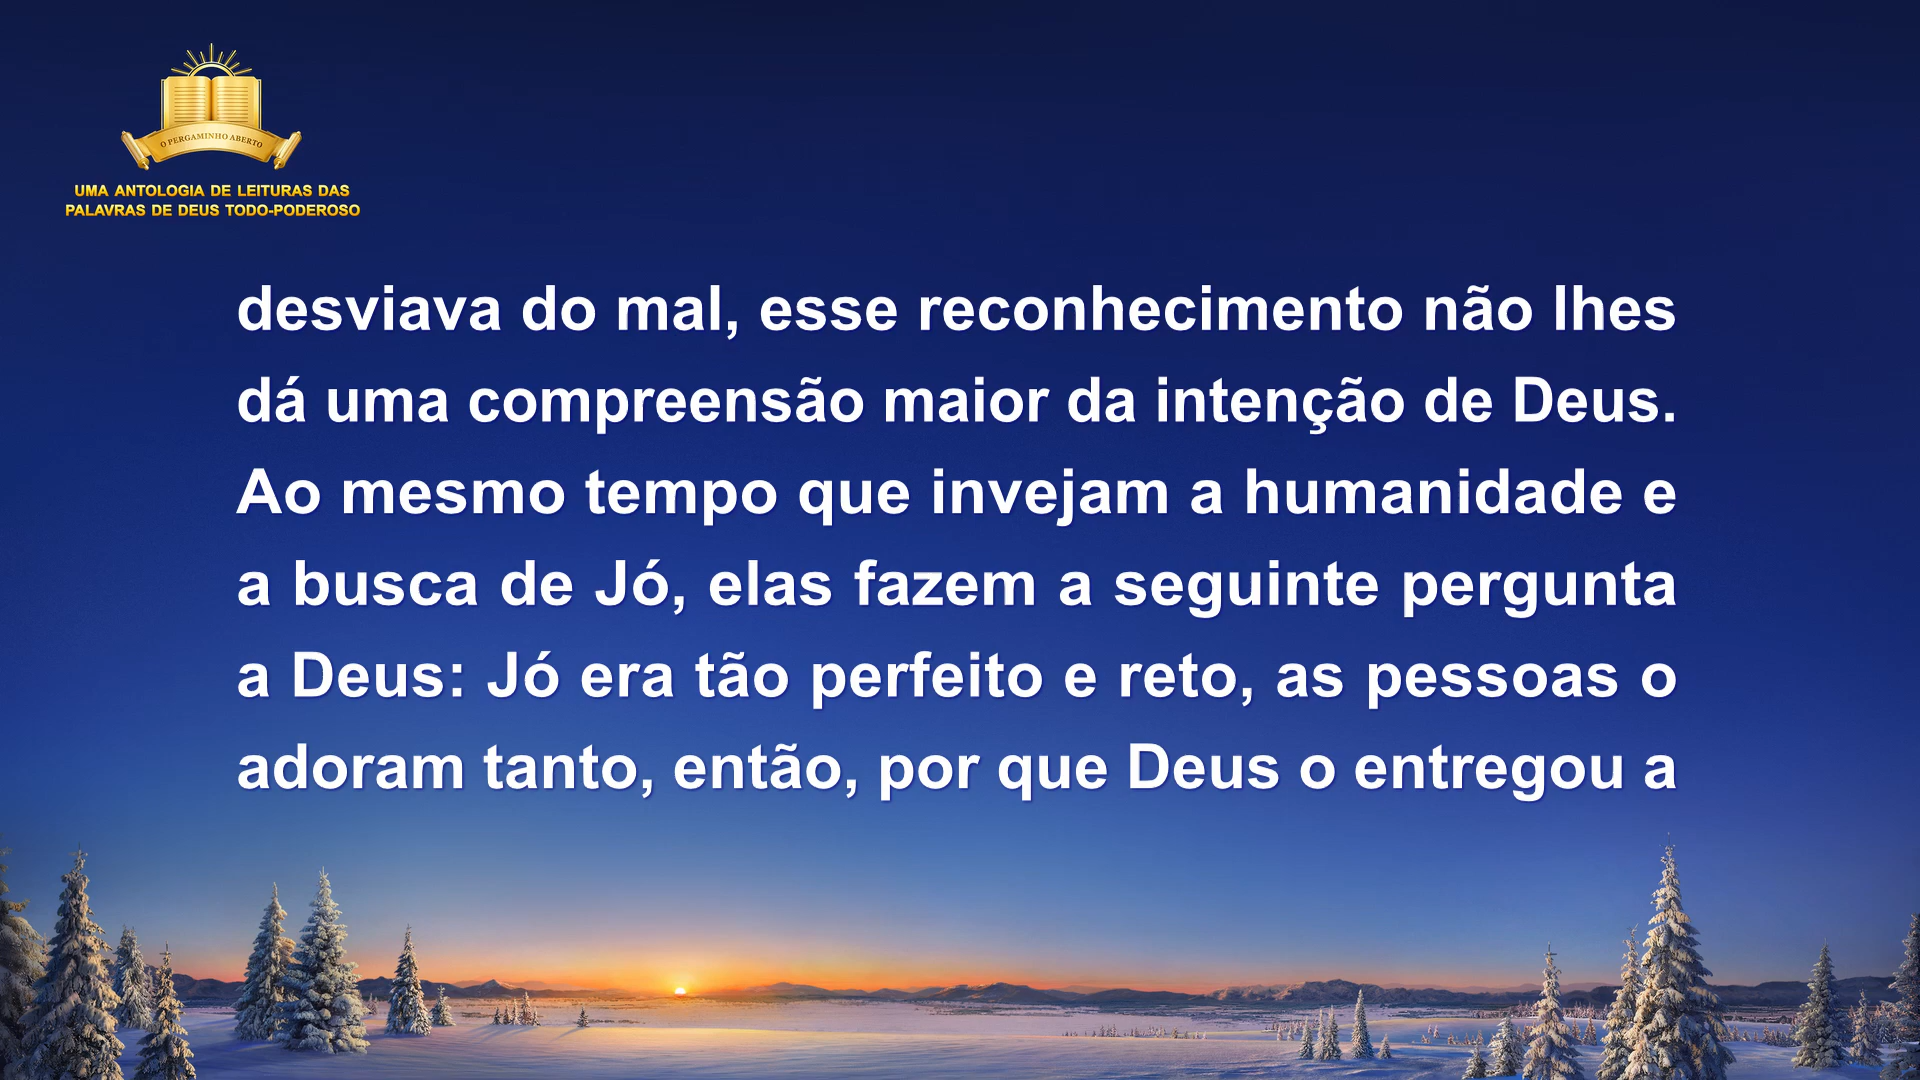 O PERGAMINHO ABERTO
UMA ANTOLOGIA DE LEITURAS DAS
PALAVRAS DE DEUS TODO-PODEROSO
desviava do mal, esse reconhecimento não lhes
dá uma compreensão maior da intenção de Deus.
Ao mesmo tempo que invejam a humanidade e
a busca de Jó, elas fazem a seguinte pergunta
a Deus: Jó era tão perfeito e reto, as pessoas o
adoram tanto, então, por que Deus o entregou a